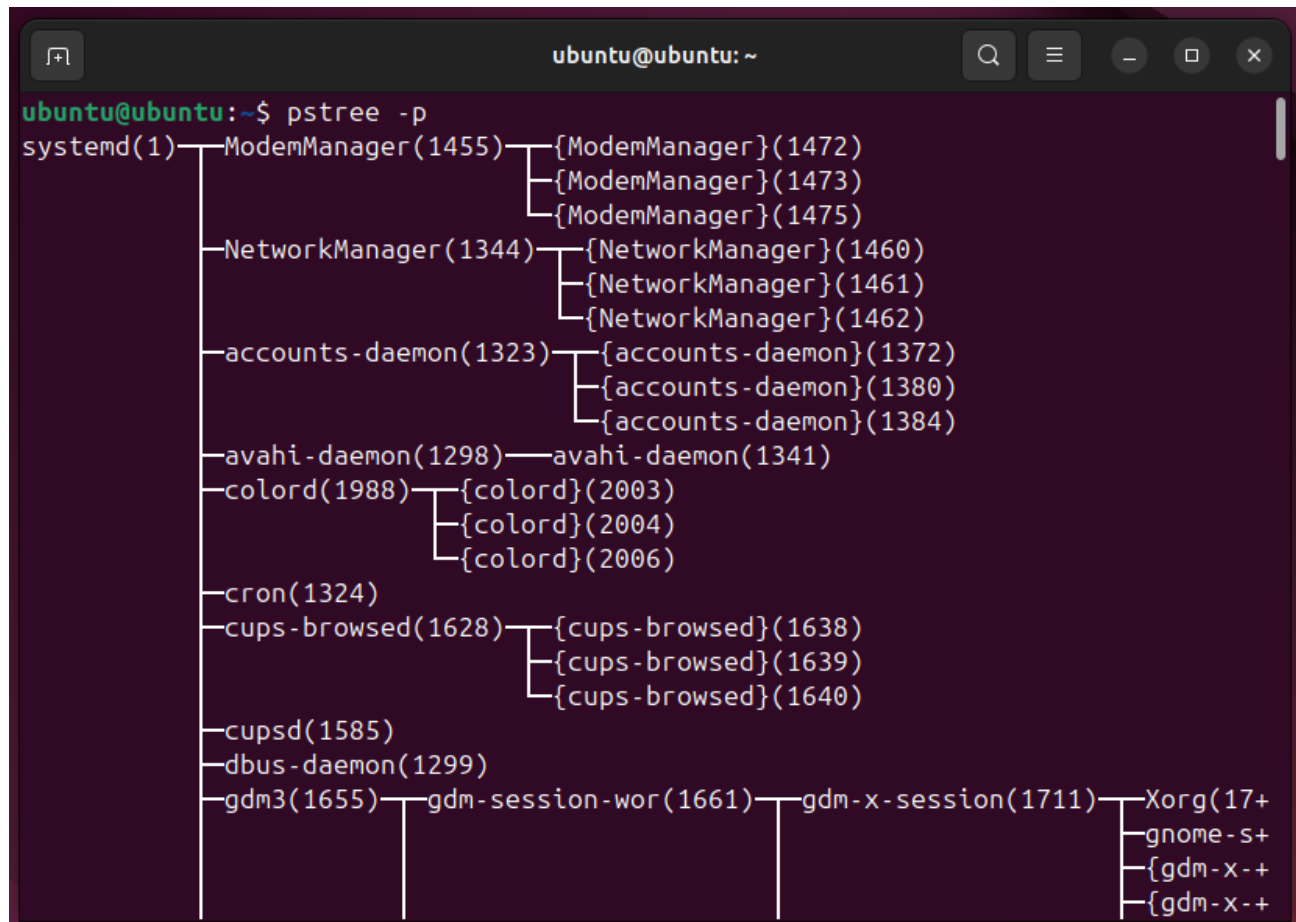 ubuntu@ubuntu: ~
ubuntu@ubuntu:~$ pstree -p
systemd(1)─┬─ModemManager(1455)─┬─{ModemManager}(1472)
           │                    ├─{ModemManager}(1473)
           │                    └─{ModemManager}(1475)
           ├─NetworkManager(1344)─┬─{NetworkManager}(1460)
           │                      ├─{NetworkManager}(1461)
           │                      └─{NetworkManager}(1462)
           ├─accounts-daemon(1323)─┬─{accounts-daemon}(1372)
           │                       ├─{accounts-daemon}(1380)
           │                       └─{accounts-daemon}(1384)
           ├─avahi-daemon(1298)───avahi-daemon(1341)
           ├─colord(1988)─┬─{colord}(2003)
           │              ├─{colord}(2004)
           │              └─{colord}(2006)
           ├─cron(1324)
           ├─cups-browsed(1628)─┬─{cups-browsed}(1638)
           │                    ├─{cups-browsed}(1639)
           │                    └─{cups-browsed}(1640)
           ├─cupsd(1585)
           ├─dbus-daemon(1299)
           ├─gdm3(1655)─┬─gdm-session-wor(1661)─┬─gdm-x-session(1711)─┬─Xorg(17+
           │            │                       │                     ├─gnome-s+
           │            │                       │                     ├─{gdm-x-+
           │            │                       │                     ├─{gdm-x-+